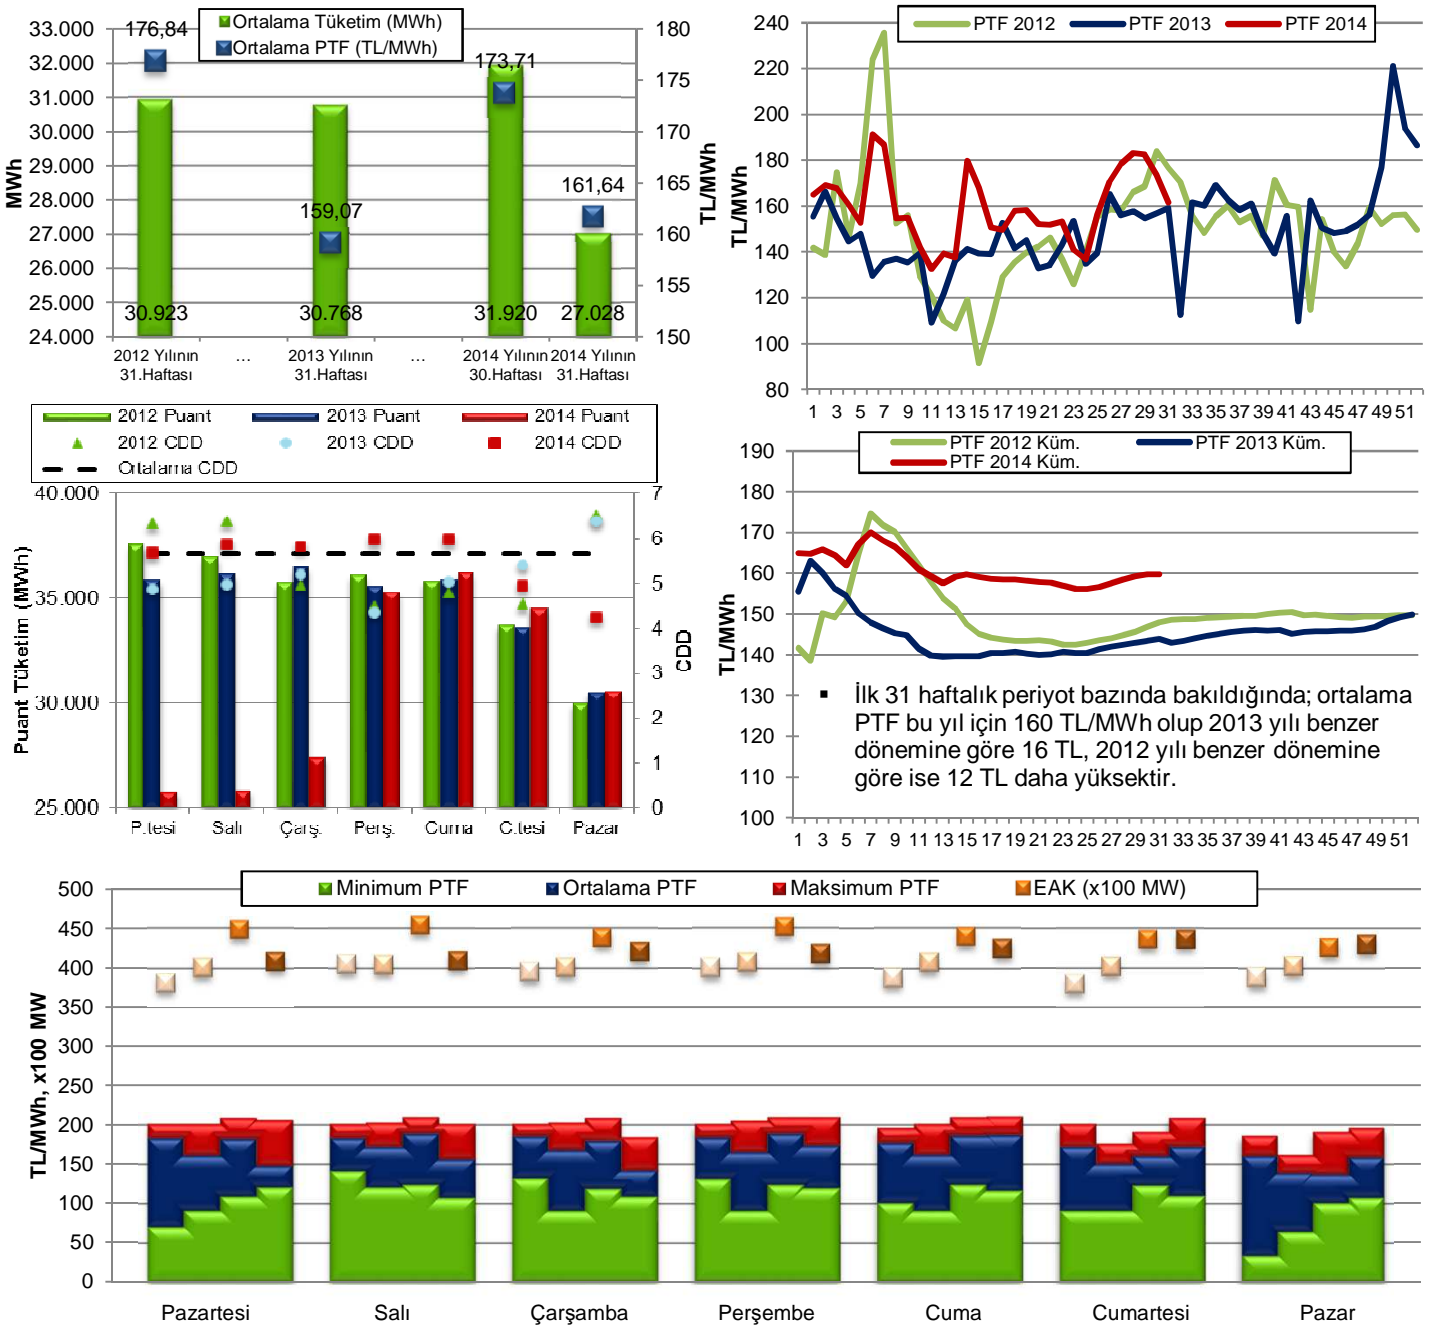 Ortalama Tüketim (MWh)
Ortalama PTF (TL/MWh)
MWh
33.000
32.000
31.000
30.000
29.000
28.000
27.000
26.000
25.000
24.000
176,84
159,07
173,71
161,64
30.923
30.768
31.920
27.028
180
175
170
165
160
155
150
TL/MWh
2012 Yılının
31.Haftası
...
2013 Yılının
31.Haftası
...
2014 Yılının
30.Haftası
2014 Yılının
31.Haftası
PTF 2012 PTF 2013 PTF 2014
TL/MWh
240
220
200
180
160
140
120
100
80
1 3 5 7 9 11 13 15 17 19 21 23 25 27 29 31 33 35 37 39 41 43 45 47 49 51
2012 Puant 2013 Puant 2014 Puant
2012 CDD 2013 CDD 2014 CDD
Ortalama CDD
Puant Tüketim (MWh)
40.000
35.000
30.000
25.000
7
6
5
4
3
2
1
0
CDD
P.tesi Salı Çarş. Perş. Cuma C.tesi Pazar
PTF 2012 Küm. PTF 2013 Küm.
PTF 2014 Küm.
TL/MWh
190
180
170
160
150
140
130
120
110
100
▪ İlk 31 haftalık periyot bazında bakıldığında; ortalama
PTF bu yıl için 160 TL/MWh olup 2013 yılı benzer
dönemine göre 16 TL, 2012 yılı benzer dönemine
göre ise 12 TL daha yüksektir.
1 3 5 7 9 11 13 15 17 19 21 23 25 27 29 31 33 35 37 39 41 43 45 47 49 51
Minimum PTF Ortalama PTF Maksimum PTF EAK (x100 MW)
TL/MWh, x100 MW
500
450
400
350
300
250
200
150
100
50
0
Pazartesi Salı Çarşamba Perşembe Cuma Cumartesi Pazar